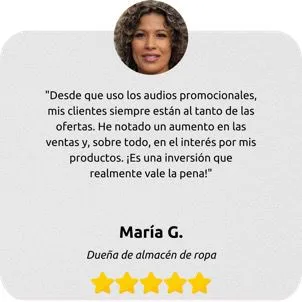 "Desde que uso los audios promocionales,
mis clientes siempre están al tanto de las
ofertas. He notado un aumento en las
ventas y, sobre todo, en el interés por mis
productos. ¡Es una inversión que
realmente vale la pena!"
María G.
Dueña de almacén de ropa